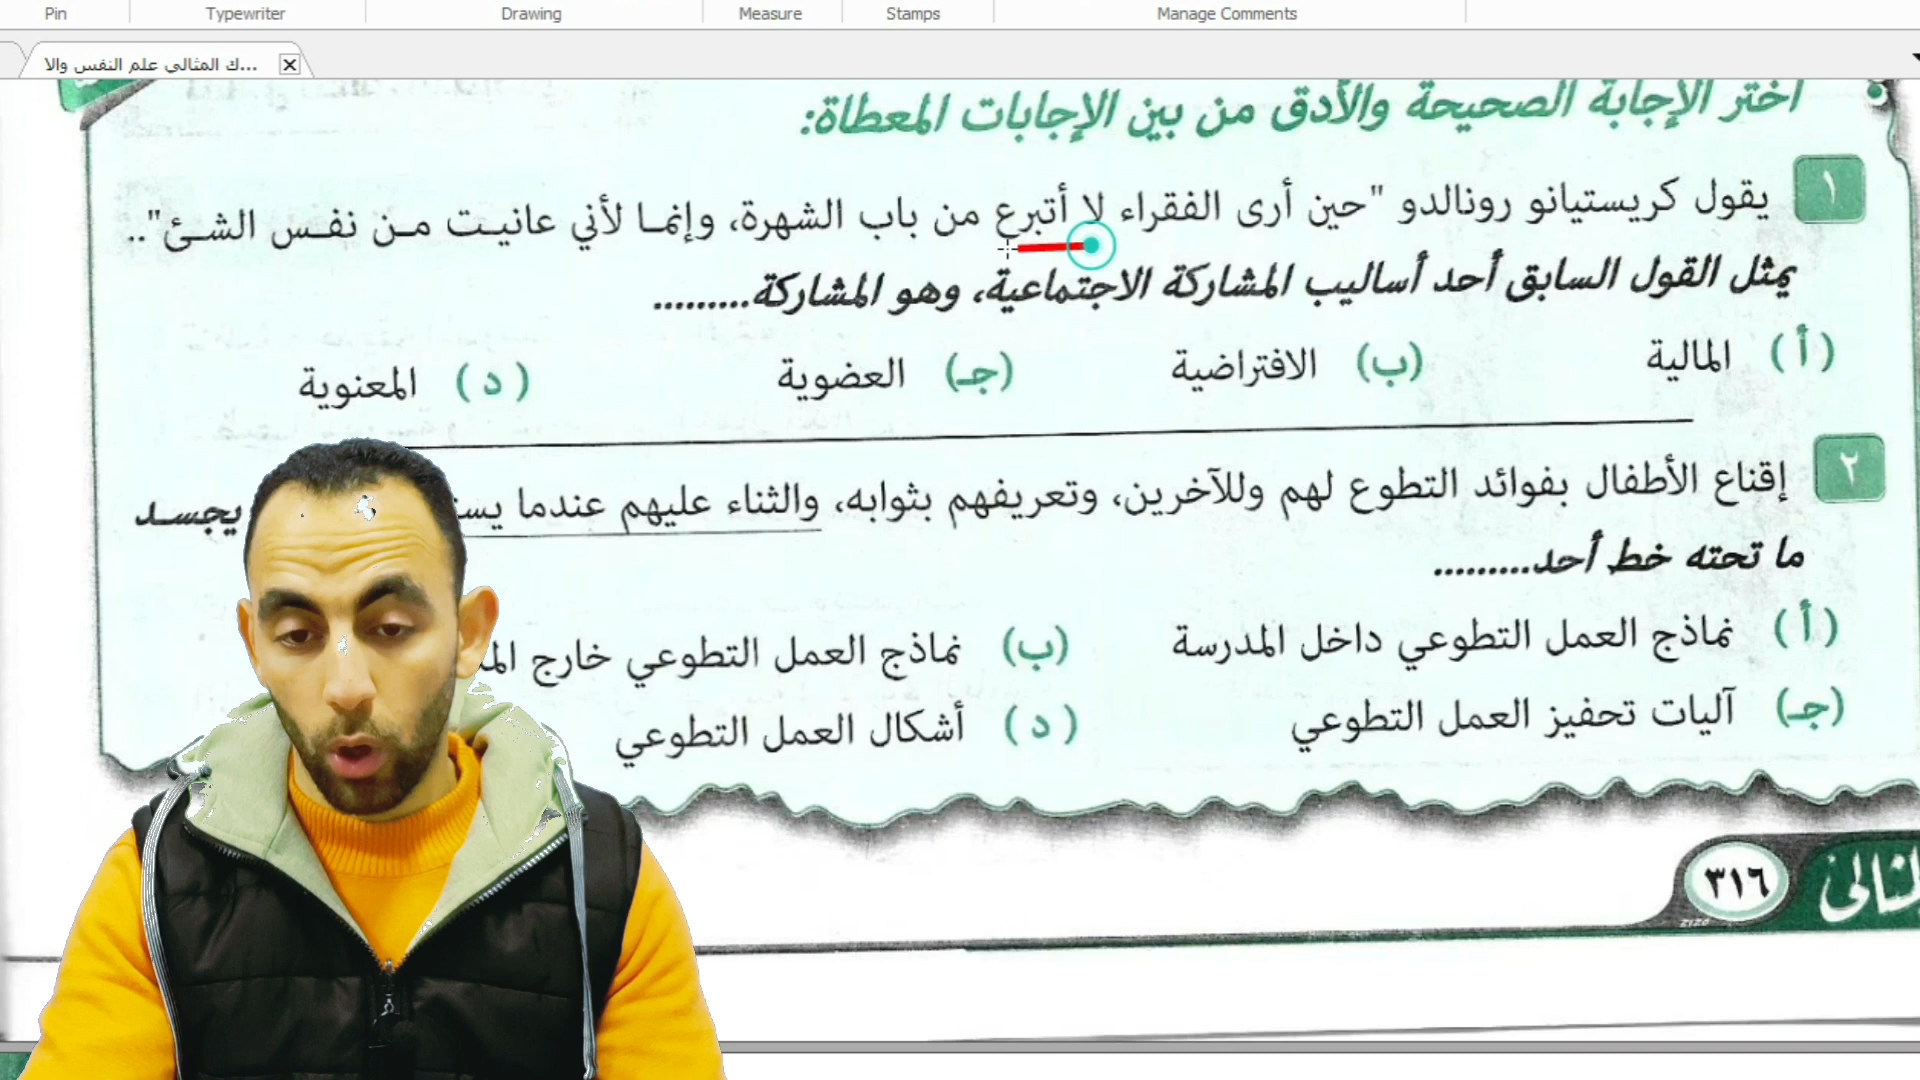 Pin Typewriter Drawing Measure Stamps Manage Comments
ك المثالي علم النفس والا...
اختر الإجابة الصحيحة والأدق من بين الإجابات المعطاة:
١ يقول كريستيانو رونالدو "حين أرى الفقراء لا أتبرع من باب الشهرة، وإنما لأني عانيت من نفس الشئ"..
يمثل القول السابق أحد أساليب المشاركة الاجتماعية، وهو المشاركة.........
(أ) المالية (ب) الافتراضية (جـ) العضوية (د) المعنوية
٢ إقناع الأطفال بفوائد التطوع لهم وللآخرين، وتعريفهم بثوابه، والثناء عليهم عندما يجسد
ما تحته خط أحد.........
(أ) نماذج العمل التطوعي داخل المدرسة (ب) نماذج العمل التطوعي خارج
(جـ) آليات تحفيز العمل التطوعي (د) أشكال العمل التطوعي
٣١٦